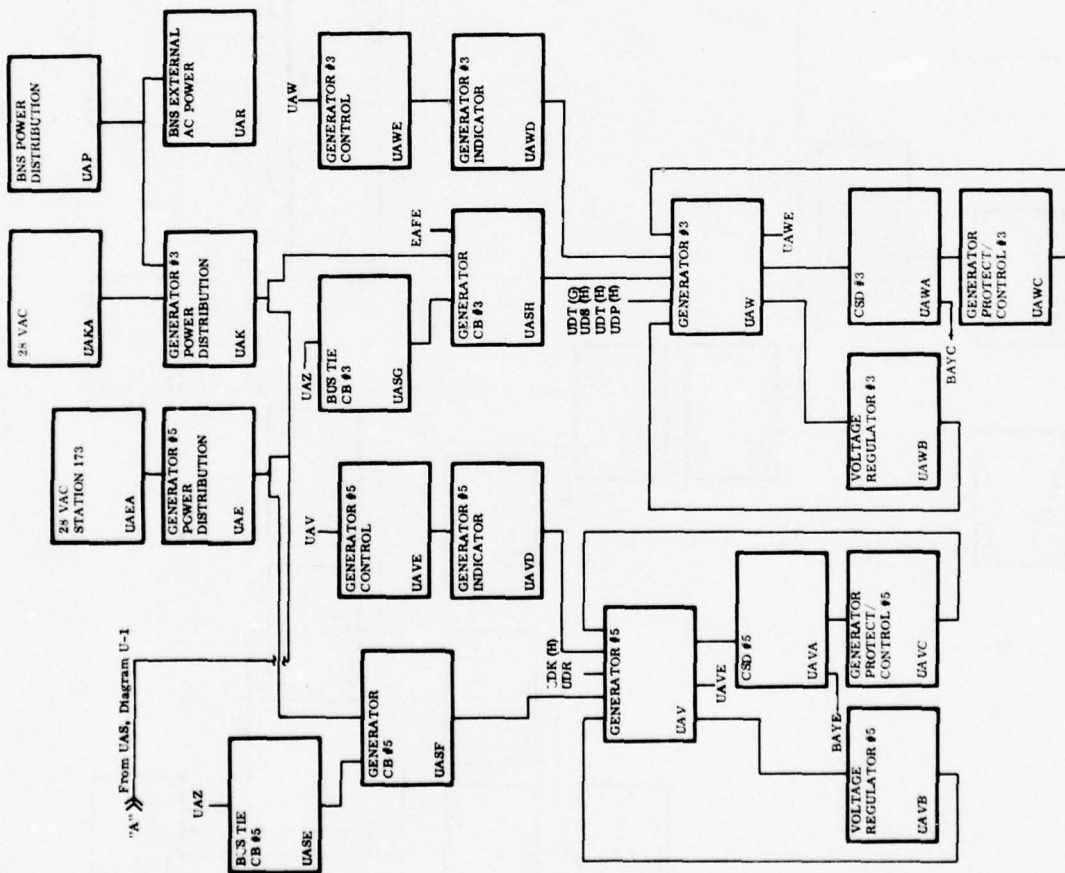 BNS POWER
DISTRIBUTION
UAP
BNS EXTERNAL
AC POWER
UAR
28 VAC
UAKA
GENERATOR #3
POWER
DISTRIBUTION
UAK
28 VAC
STATION 173
UAEA
GENERATOR #5
POWER
DISTRIBUTION
UAE
UAW
GENERATOR #3
CONTROL
UAWE
GENERATOR #3
INDICATOR
UAWD
EAFE
UAZ
BUS TIE
CB #3
UASG
GENERATOR
CB #3
UASH
UAV
GENERATOR #5
CONTROL
UAVE
GENERATOR #5
INDICATOR
UAVD
"A" From UAS, Diagram U-1
UAZ
BUS TIE
CB #5
UASE
GENERATOR
CB #5
UASF
UDT (G)
UDS (H)
UDT (H)
UDP (H)
GENERATOR #3
UAW
UAWE
CSD #3
UAWA
BAYC
GENERATOR
PROTECT/
CONTROL #3
UAWC
VOLTAGE
REGULATOR #3
UAWB
UDK (H)
UDR
GENERATOR #5
UAV
UAVE
CSD #5
UAVA
BAYE
GENERATOR
PROTECT/
CONTROL #5
UAVC
VOLTAGE
REGULATOR #5
UAVB